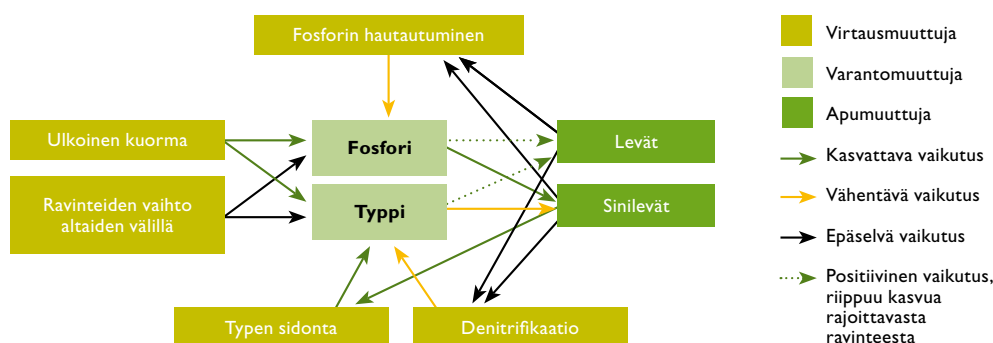 Fosforin hautautuminen
Ulkoinen kuorma
Ravinteiden vaihto
altaiden välillä
Fosfori
Typpi
Levät
Sinilevät
Typen sidonta
Denitrifikaatio
Virtausmuuttuja
Varantomuuttuja
Apumuuttuja
Kasvattava vaikutus
Vähentävä vaikutus
Epäselvä vaikutus
Positiivinen vaikutus,
riippuu kasvua
rajoittavasta
ravinteesta